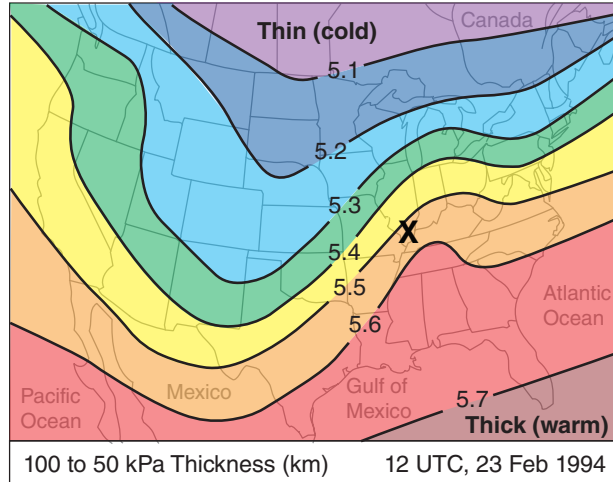 Canada
Thin (cold)
5.1
5.2
5.3
X
5.4
5.5
5.6
Atlantic
Ocean
Pacific
Ocean
Mexico
Gulf of
Mexico
5.7
Thick (warm)
100 to 50 kPa Thickness (km) 12 UTC, 23 Feb 1994